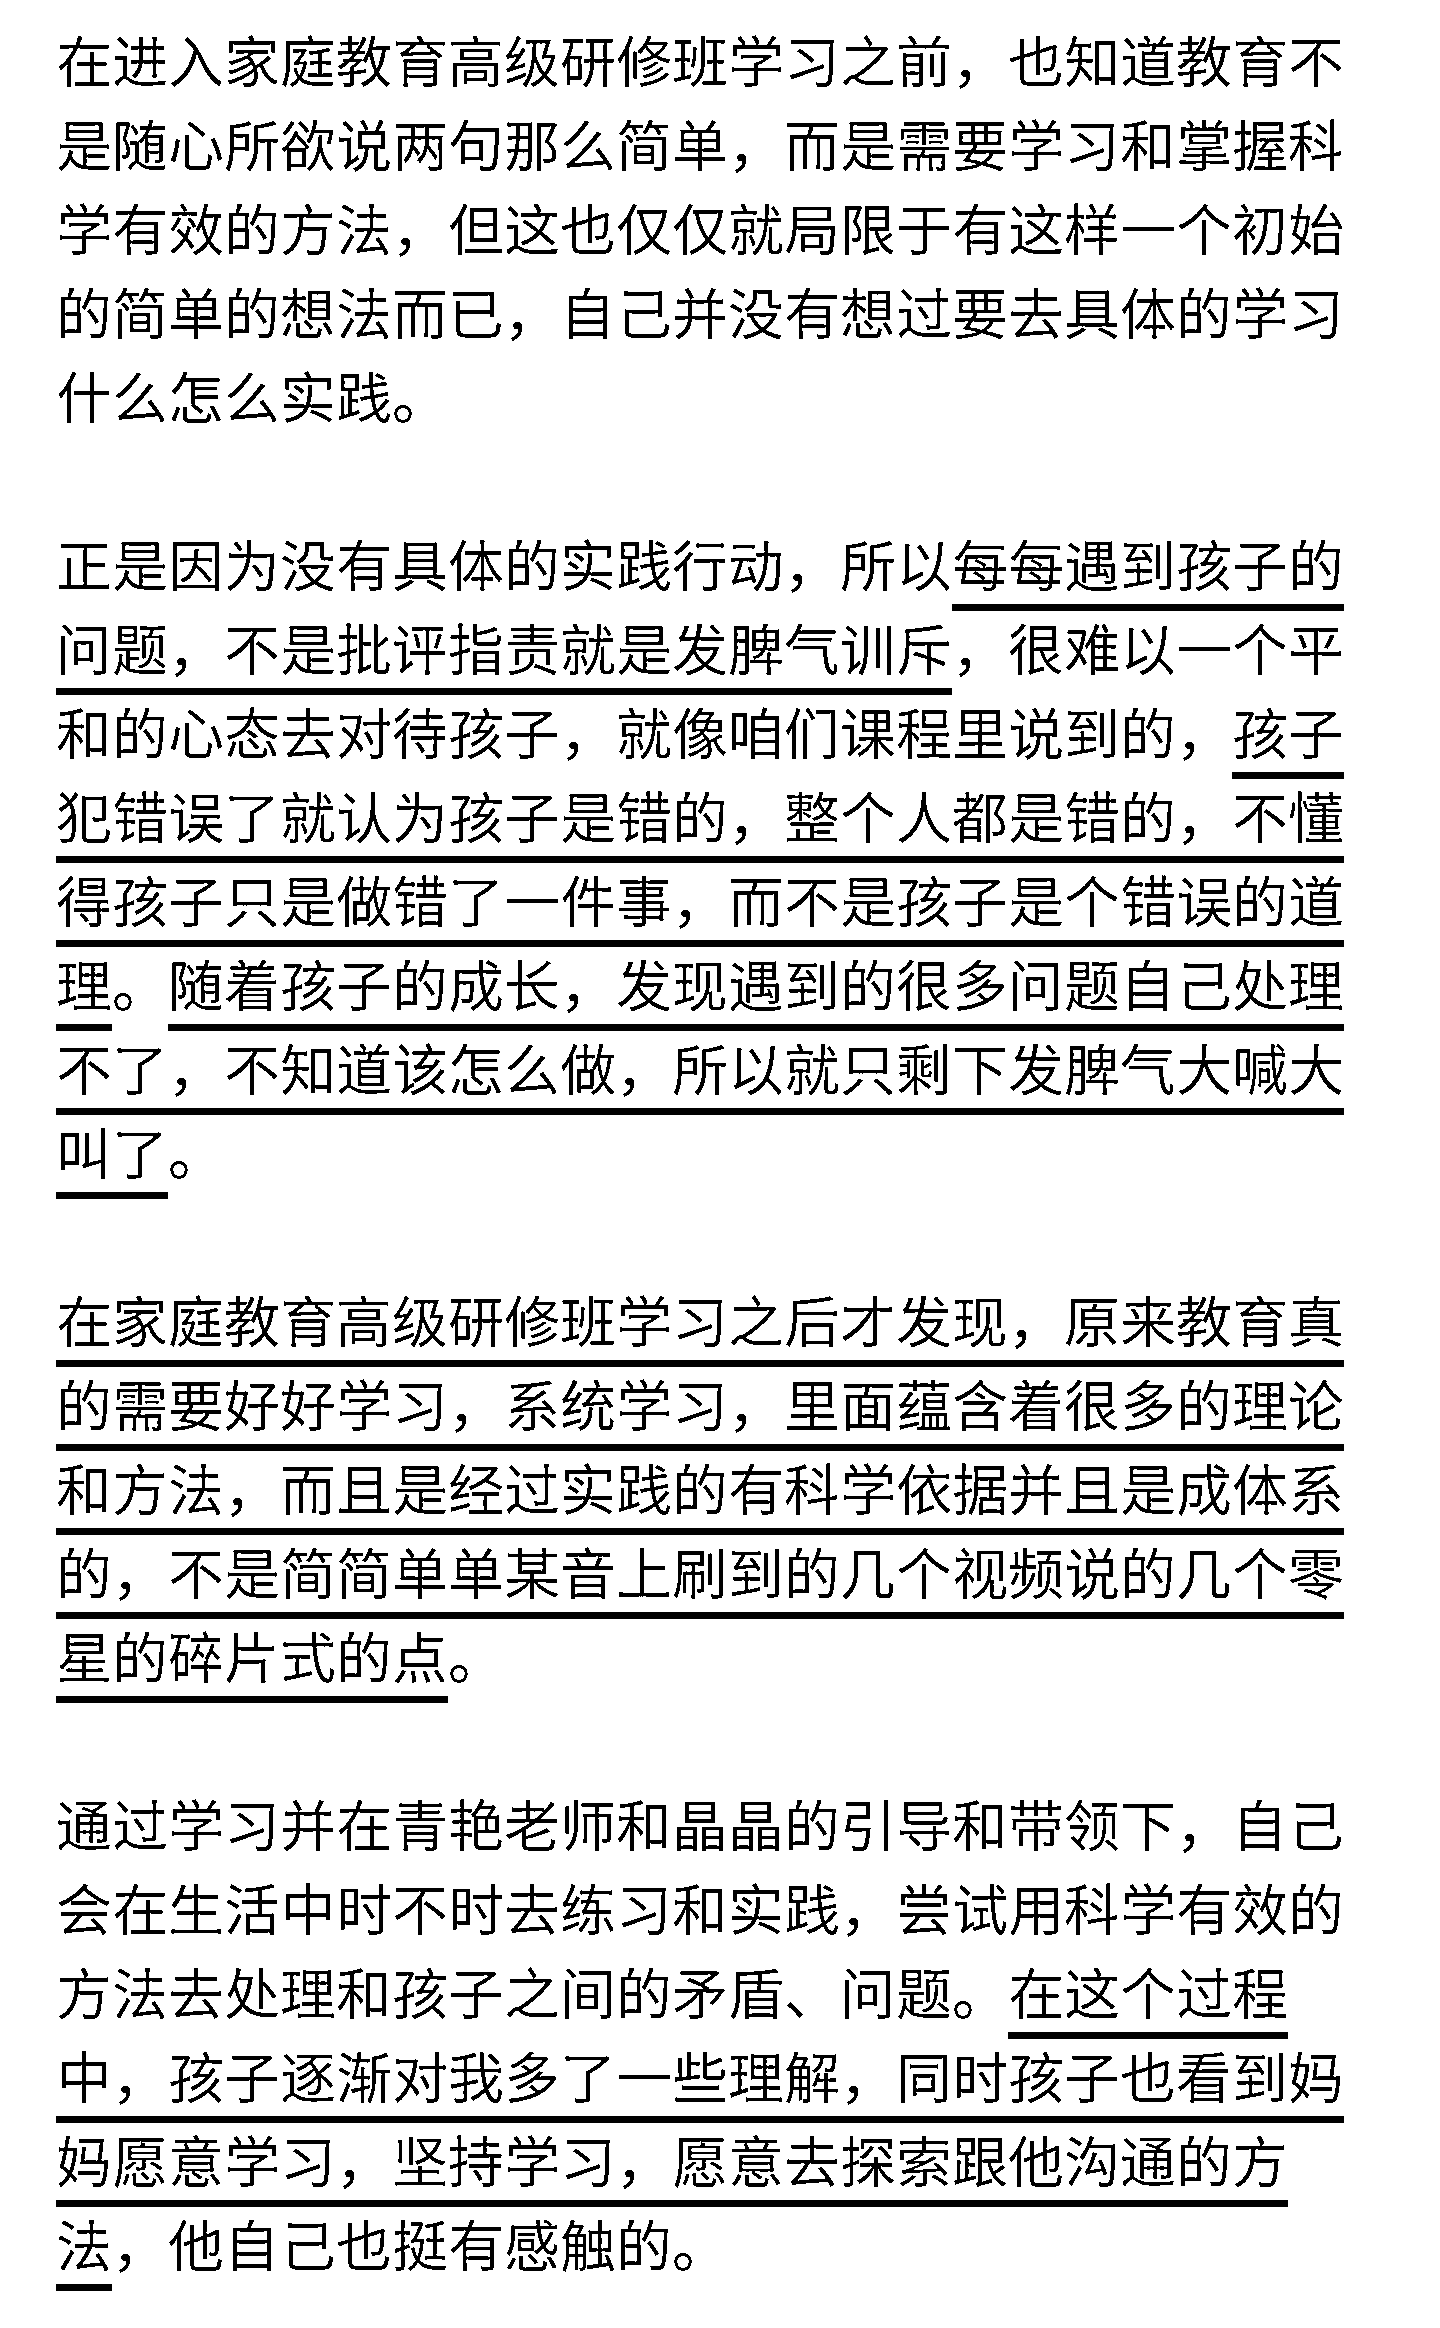 在进入家庭教育高级研修班学习之前，也知道教育不
是随心所欲说两句那么简单，而是需要学习和掌握科
学有效的方法，但这也仅仅就局限于有这样一个初始
的简单的想法而已，自己并没有想过要去具体的学习
什么怎么实践。
正是因为没有具体的实践行动，所以每每遇到孩子的
问题，不是批评指责就是发脾气训斥，很难以一个平
和的心态去对待孩子，就像咱们课程里说到的，孩子
犯错误了就认为孩子是错的，整个人都是错的，不懂
得孩子只是做错了一件事，而不是孩子是个错误的道
理。随着孩子的成长，发现遇到的很多问题自己处理
不了，不知道该怎么做，所以就只剩下发脾气大喊大
叫了。
在家庭教育高级研修班学习之后才发现，原来教育真
的需要好好学习，系统学习，里面蕴含着很多的理论
和方法，而且是经过实践的有科学依据并且是成体系
的，不是简简单单某音上刷到的几个视频说的几个零
星的碎片式的点。
通过学习并在青艳老师和晶晶的引导和带领下，自己
会在生活中时不时去练习和实践，尝试用科学有效的
方法去处理和孩子之间的矛盾、问题。在这个过程
中，孩子逐渐对我多了一些理解，同时孩子也看到妈
妈愿意学习，坚持学习，愿意去探索跟他沟通的方
法，他自己也挺有感触的。